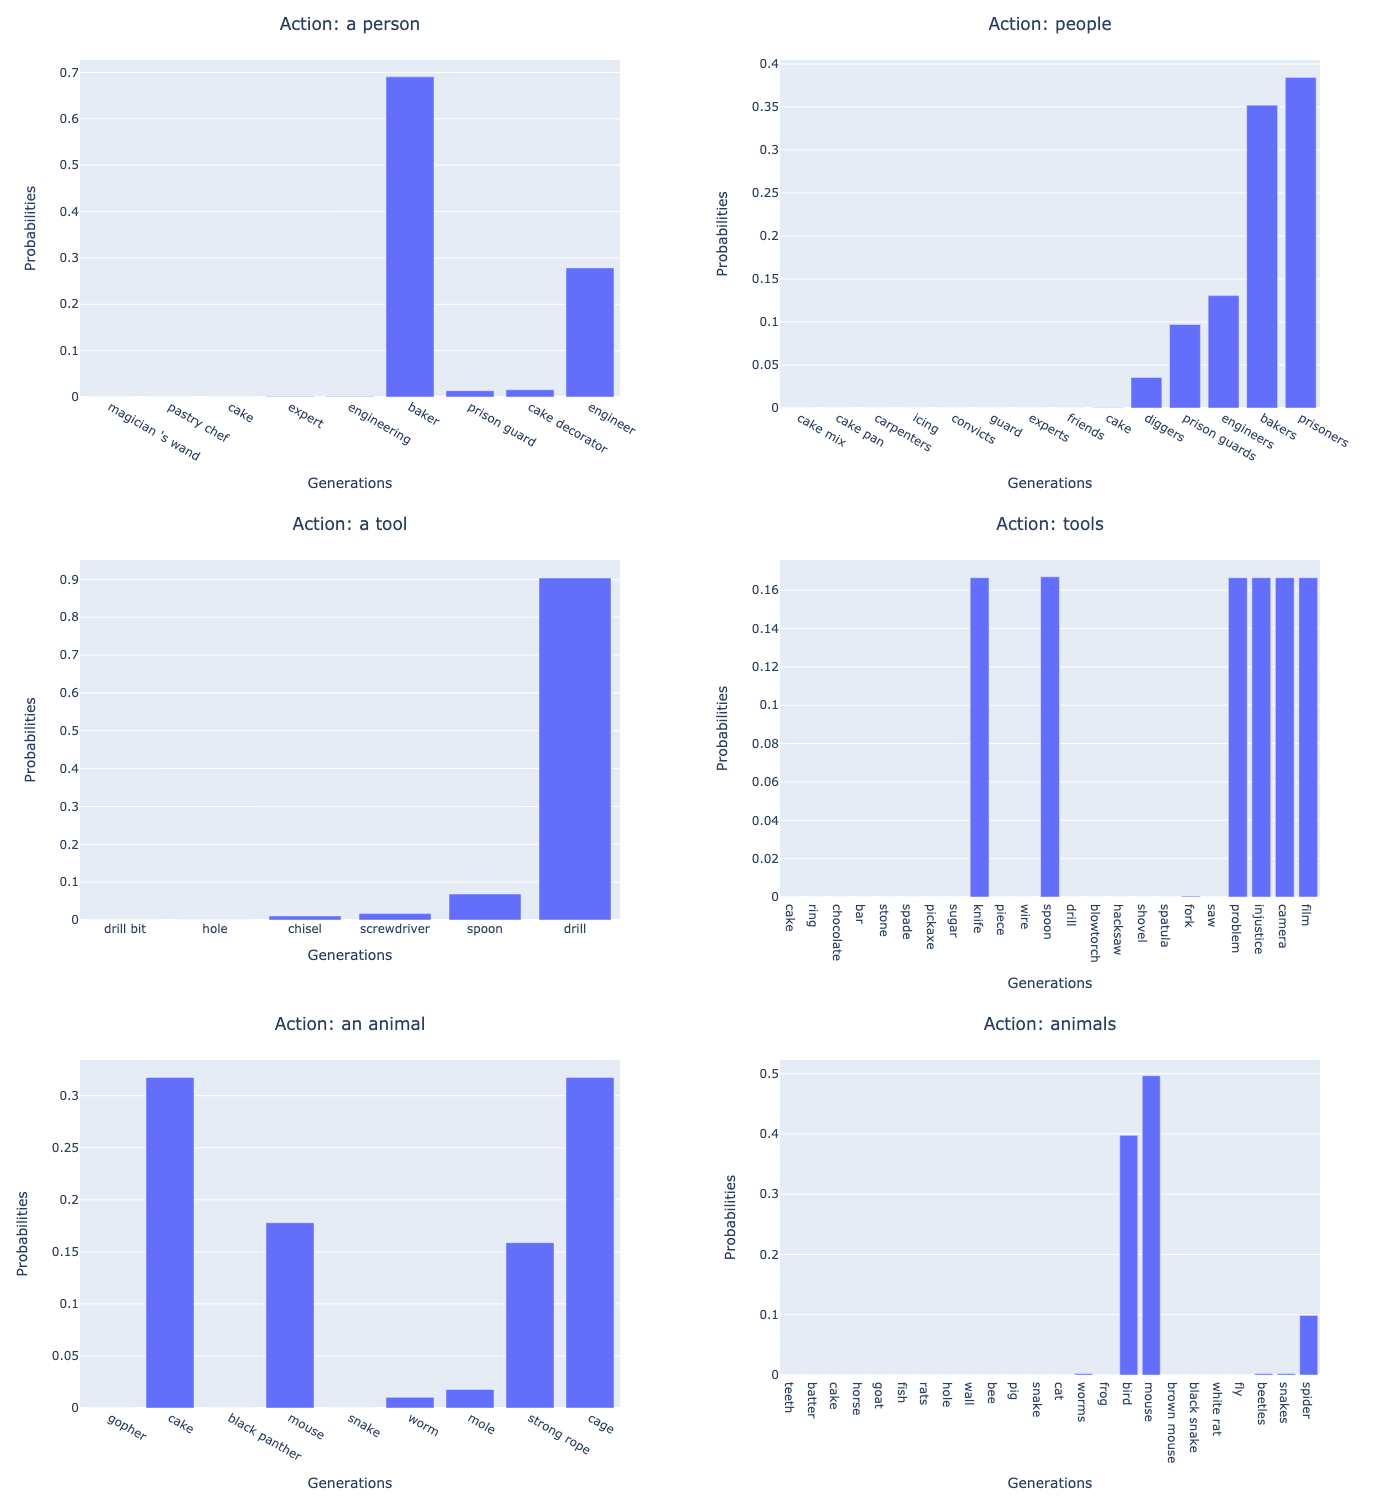 Action: a person
0.7
0.6
0.5
0.4
0.3
0.2
0.1
0
Probabilities
magician 's wand
pastry chef
cake
expert
engineering
baker
prison guard
cake decorator
engineer
Generations
Action: people
0.4
0.35
0.3
0.25
0.2
0.15
0.1
0.05
0
Probabilities
cake mix
cake pan
carpenters
icing
convicts
guard
experts
friends
cake
diggers
prison guards
engineers
bakers
prisoners
Generations
Action: a tool
0.9
0.8
0.7
0.6
0.5
0.4
0.3
0.2
0.1
0
Probabilities
drill bit
hole
chisel
screwdriver
spoon
drill
Generations
Action: tools
0.16
0.14
0.12
0.1
0.08
0.06
0.04
0.02
0
Probabilities
cake
ring
chocolate
bar
stone
spade
pickaxe
sugar
knife
piece
wire
spoon
drill
blowtorch
hacksaw
shovel
spatula
fork
saw
problem
injustice
camera
film
Generations
Action: an animal
0.3
0.25
0.2
0.15
0.1
0.05
0
Probabilities
gopher
cake
black panther
mouse
snake
worm
mole
strong rope
cage
Generations
Action: animals
0.5
0.4
0.3
0.2
0.1
0
Probabilities
teeth
batter
cake
horse
goat
fish
rats
hole
wall
bee
pig
snake
cat
worms
frog
bird
mouse
brown mouse
black snake
white rat
fly
beetles
snakes
spider
Generations